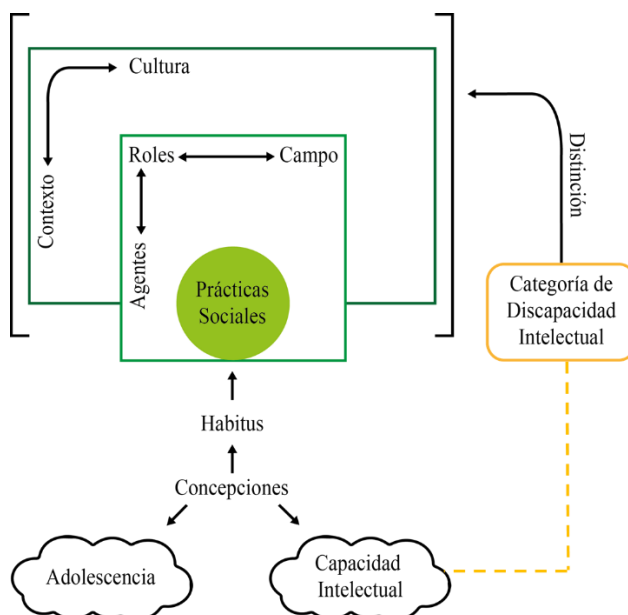 Cultura
Contexto
Roles
Campo
Agentes
Prácticas
Sociales
Distinción
Categoría de
Discapacidad
Intelectual
Habitus
Concepciones
Adolescencia
Capacidad
Intelectual